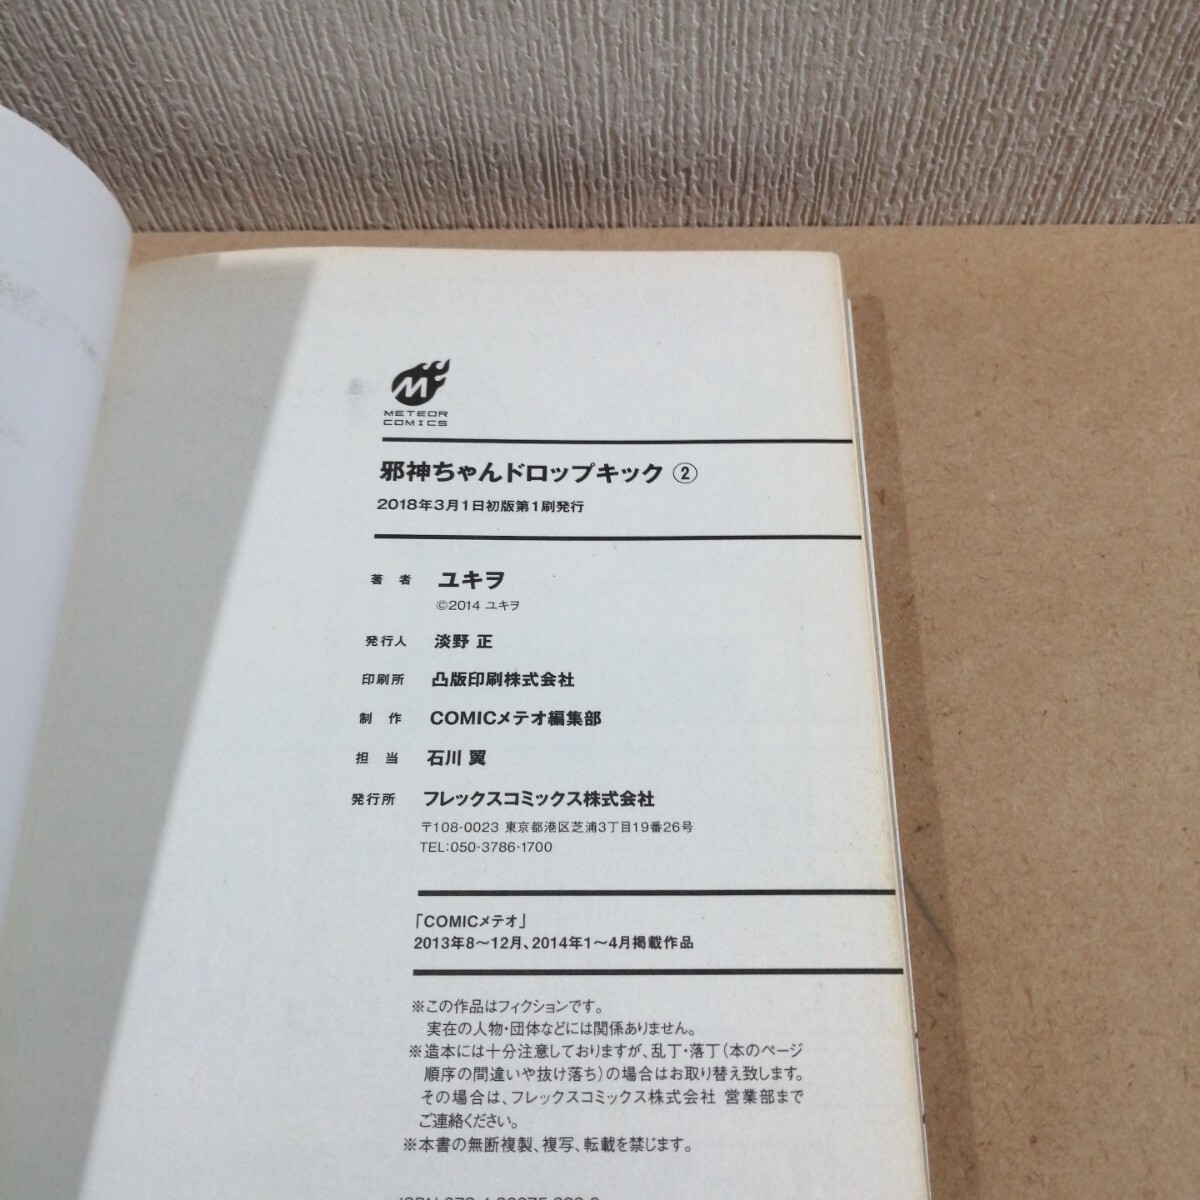 METEOR
COMICS
邪神ちゃんドロップキック ②
2018年3月1日初版第1刷発行
著 者 ユキヲ
©2014 ユキヲ
発行人 淡野 正
印刷所 凸版印刷株式会社
制 作 COMICメテオ編集部
担 当 石川 翼
発行所 フレックスコミックス株式会社
〒108-0023 東京都港区芝浦3丁目19番26号
TEL:050-3786-1700
「COMICメテオ」
2013年8〜12月、2014年1〜4月掲載作品
※この作品はフィクションです。
実在の人物・団体などには関係ありません。
※造本には十分注意しておりますが、乱丁・落丁(本のページ
順序の間違いや抜け落ち)の場合はお取り替え致します。
その場合は、フレックスコミックス株式会社 営業部まで
ご連絡ください。
※本書の無断複製、複写、転載を禁じます。